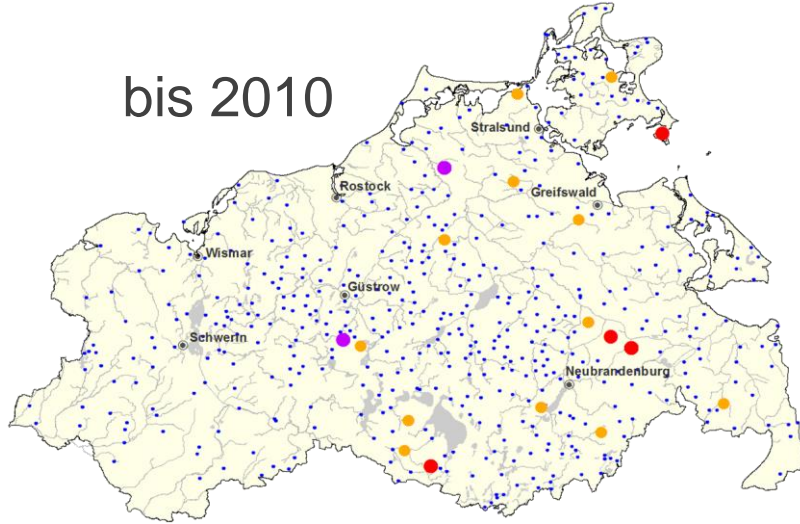 bis 2010
Stralsund
Rostock
Greifswald
Wismar
Güstrow
Schwerin
Neubrandenburg